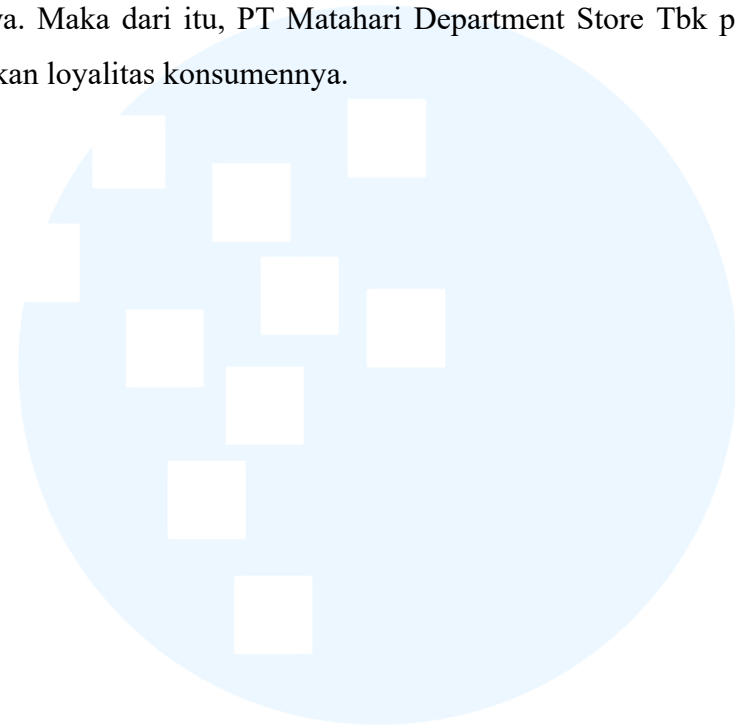 ya. Maka dari itu, PT Matahari Department Store Tbk p
kan loyalitas konsumennya.